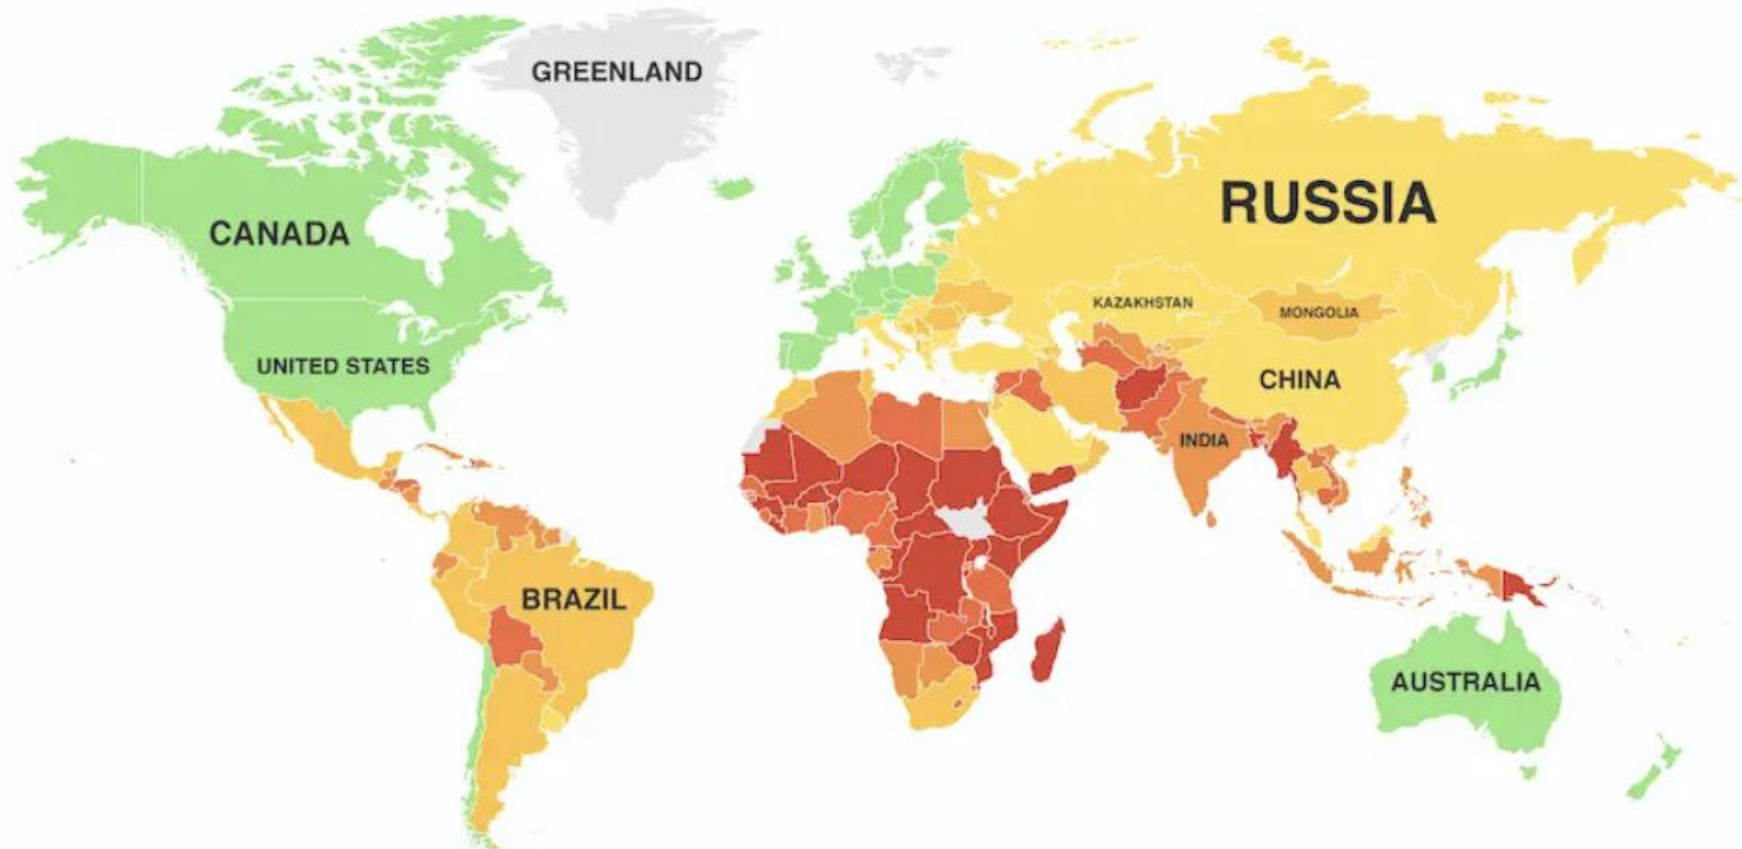 GREENLAND
RUSSIA
CANADA
KAZAKHSTAN
MONGOLIA
UNITED STATES
CHINA
INDIA
BRAZIL
AUSTRALIA